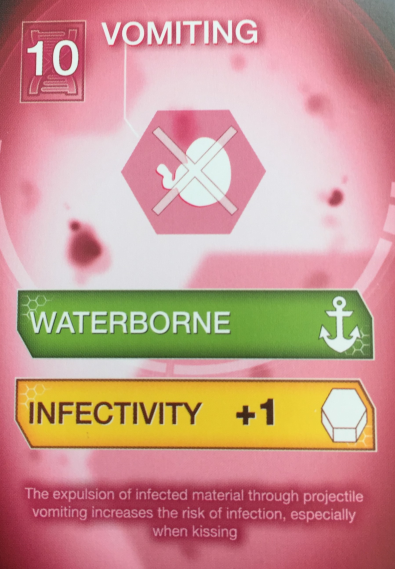 VOMITING
10
WATERBORNE
INFECTIVITY +1
The expulsion of infected material through projectile
vomiting increases the risk of infection, especially
when kissing